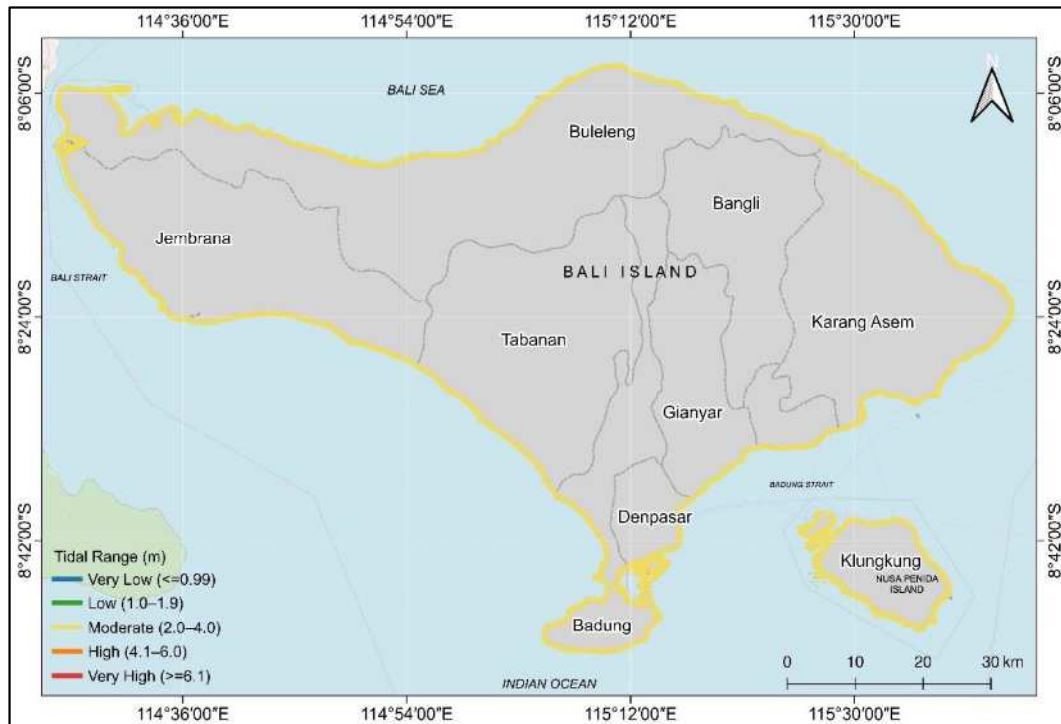 114°36'00"E 114°54'00"E 115°12'00"E 115°30'00"E
8°06'00"S
8°06'00"S
N
BALI SEA
Buleleng
Bangli
Jembrana
BALI ISLAND
BALI STRAIT
8°24'00"S
8°24'00"S
Karang Asem
Tabanan
Gianyar
BADUNG STRAIT
Denpasar
8°42'00"S
8°42'00"S
Klungkung
NUSA PENIDA
ISLAND
Badung
Tidal Range (m)
Very Low (<=0.99)
Low (1.0–1.9)
Moderate (2.0–4.0)
High (4.1–6.0)
Very High (>=6.1)
0 10 20 30 km
INDIAN OCEAN
114°36'00"E 114°54'00"E 115°12'00"E 115°30'00"E